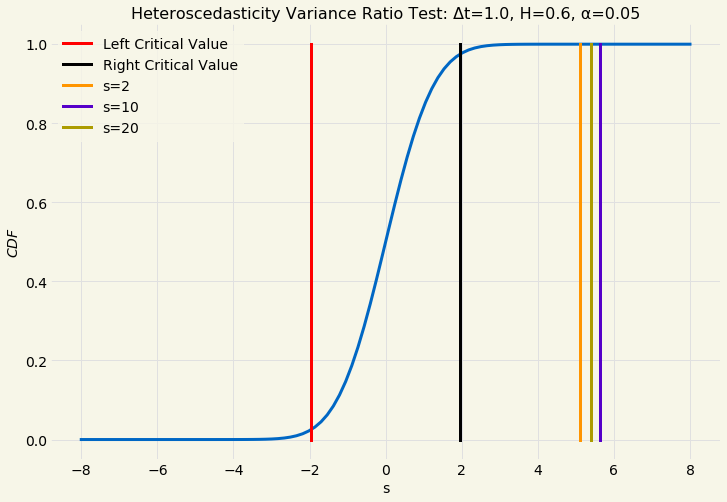 Heteroscedasticity Variance Ratio Test: Δt=1.0, H=0.6, α=0.05
Left Critical Value
Right Critical Value
s=2
s=10
s=20
CDF
1.0
0.8
0.6
0.4
0.2
0.0
−8 −6 −4 −2 0 2 4 6 8
s